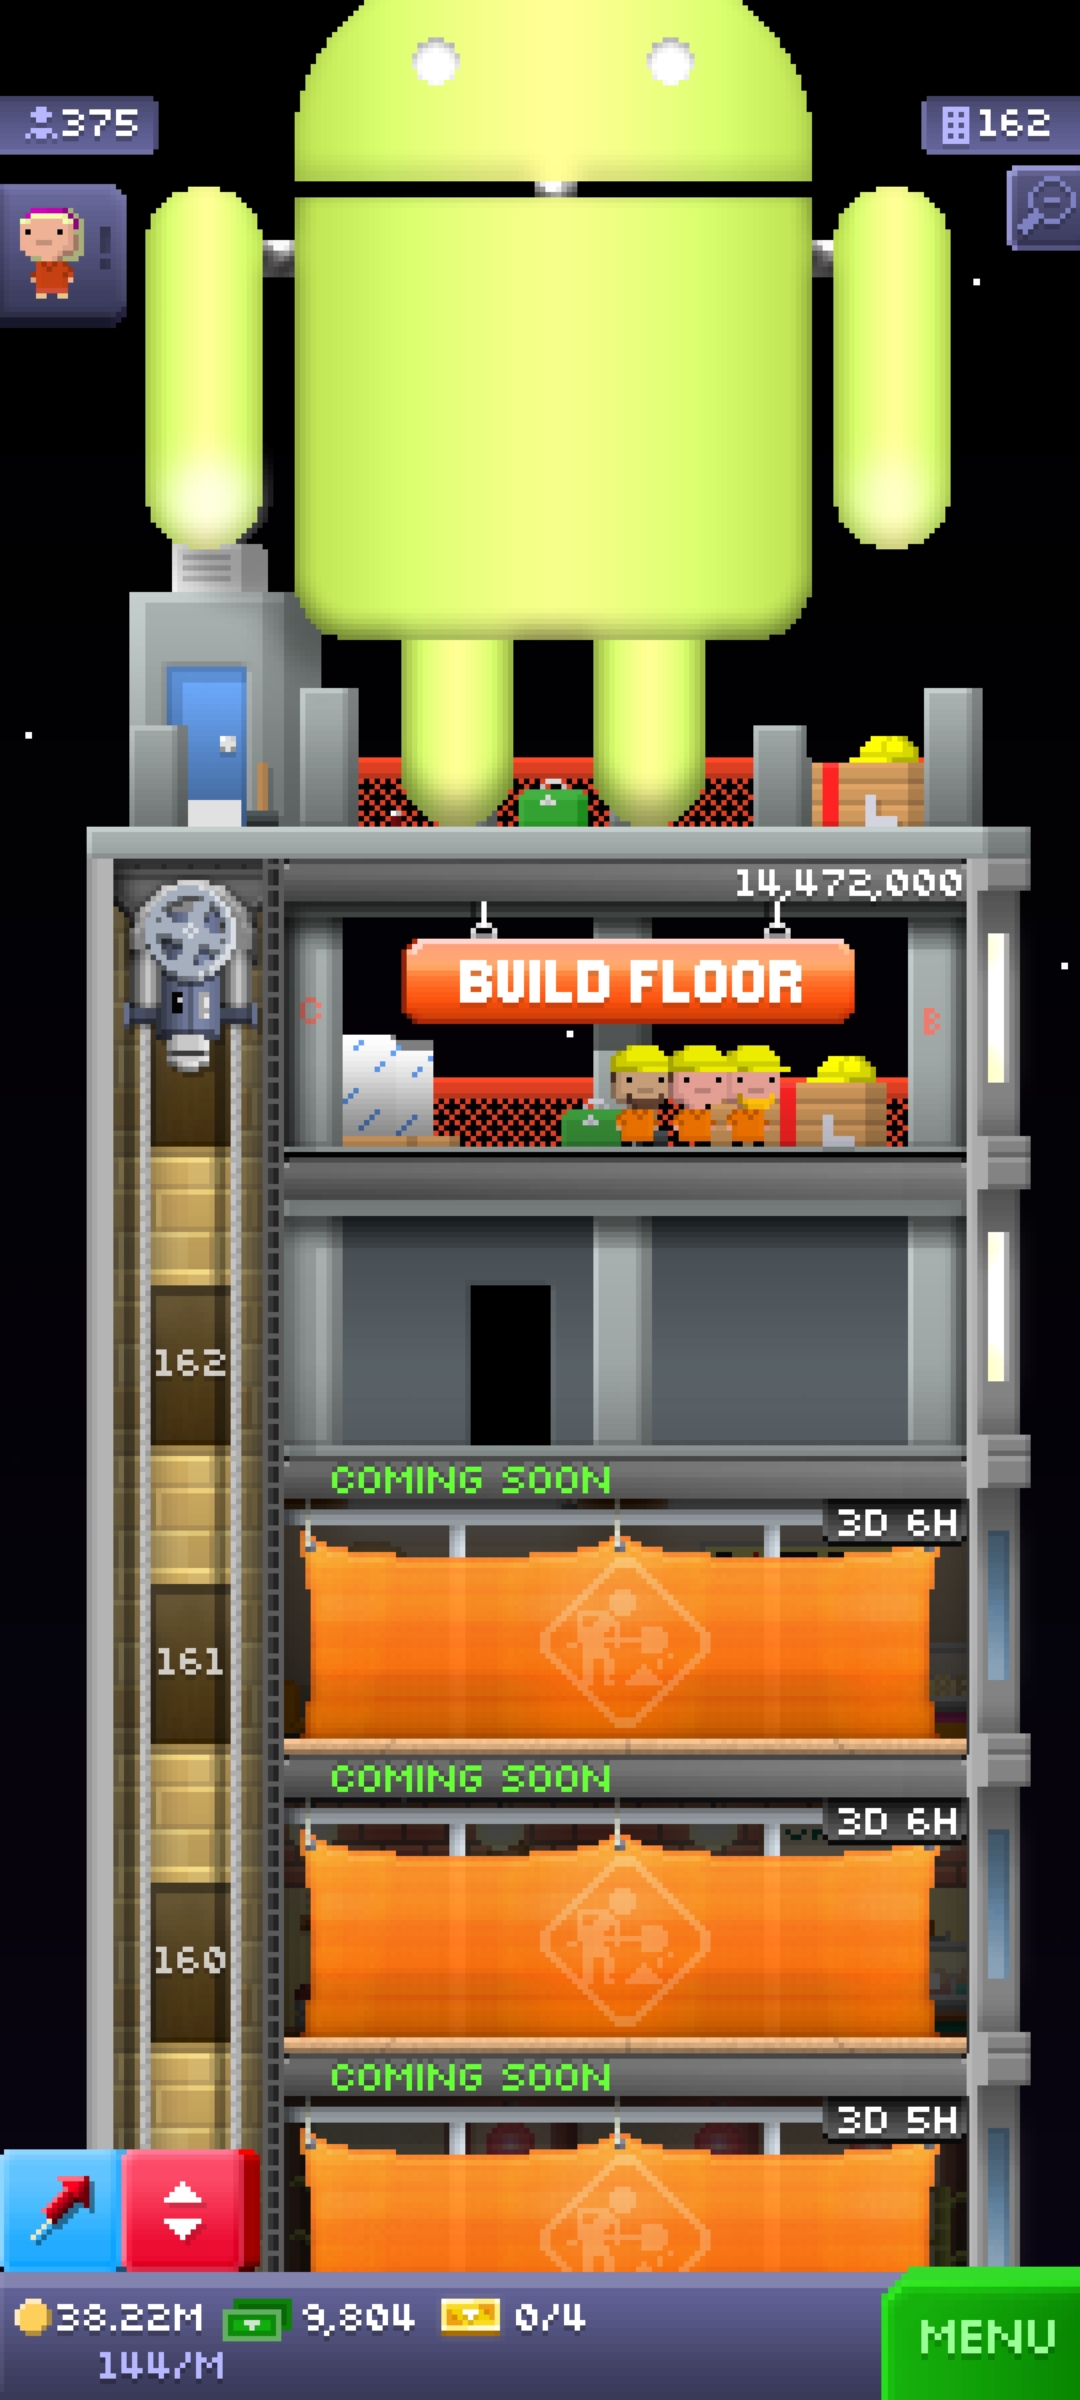 375
162
!
14,472,000
BUILD FLOOR
C
B
162
COMING SOON
3D 6H
161
COMING SOON
3D 6H
160
COMING SOON
3D 5H
38.22M
9,804
0/4
144/M
MENU